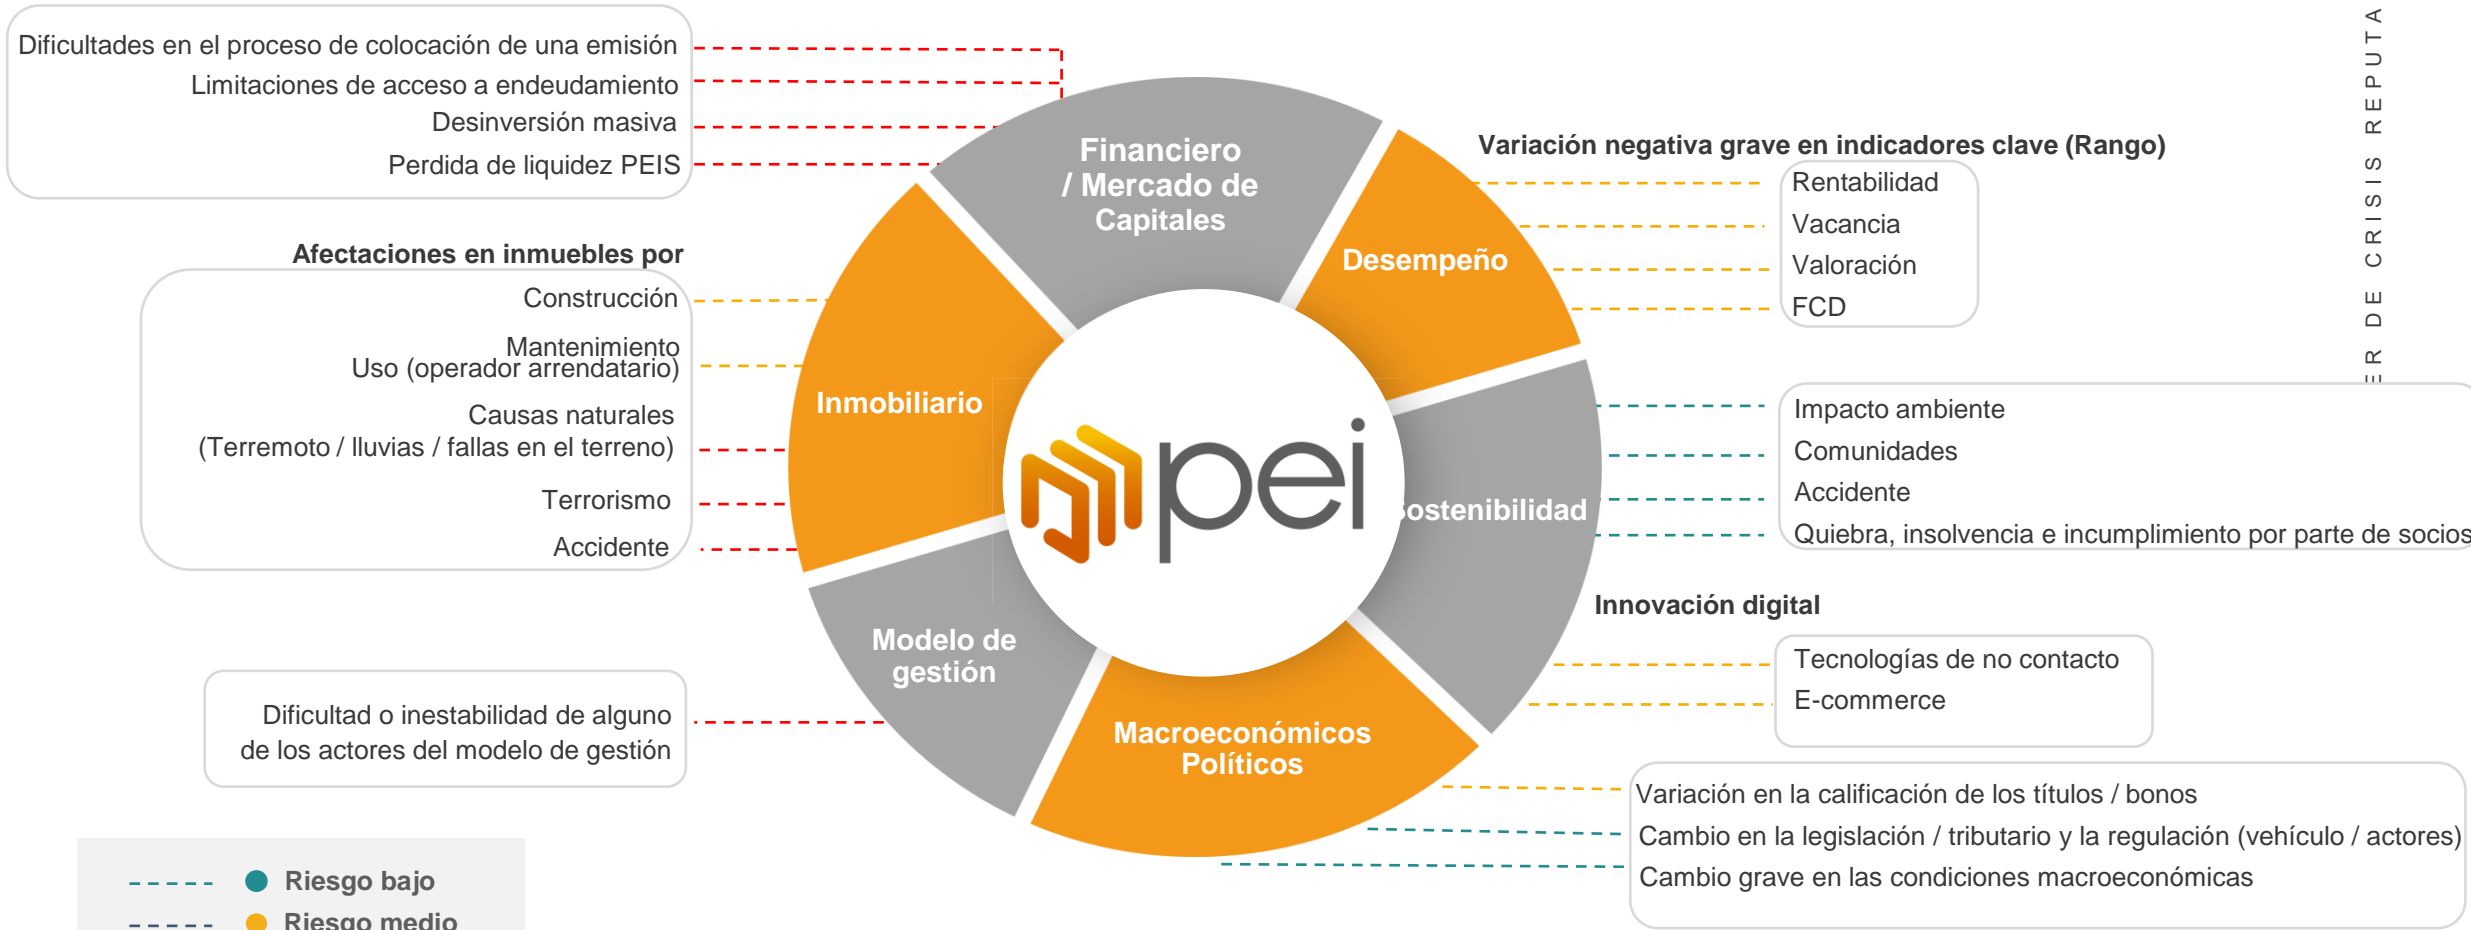 Dificultades en el proceso de colocación de una emisión
Limitaciones de acceso a endeudamiento
Desinversión masiva
Perdida de liquidez PEIS
Afectaciones en inmuebles por
Construcción
Mantenimiento
Uso (operador arrendatario)
Causas naturales
(Terremoto / lluvias / fallas en el terreno)
Terrorismo
Accidente
Dificultad o inestabilidad de alguno
de los actores del modelo de gestión
Riesgo bajo
Riesgo medio
Financiero
/ Mercado de
Capitales
Desempeño
Inmobiliario
pei
Sostenibilidad
Modelo de
gestión
Macroeconómicos
Políticos
Variación negativa grave en indicadores clave (Rango)
Rentabilidad
Vacancia
Valoración
FCD
Impacto ambiente
Comunidades
Accidente
Quiebra, insolvencia e incumplimiento por parte de socios
Innovación digital
Tecnologías de no contacto
E-commerce
Variación en la calificación de los títulos / bonos
Cambio en la legislación / tributario y la regulación (vehículo / actores)
Cambio grave en las condiciones macroeconómicas
ER DE CRISIS REPUTA